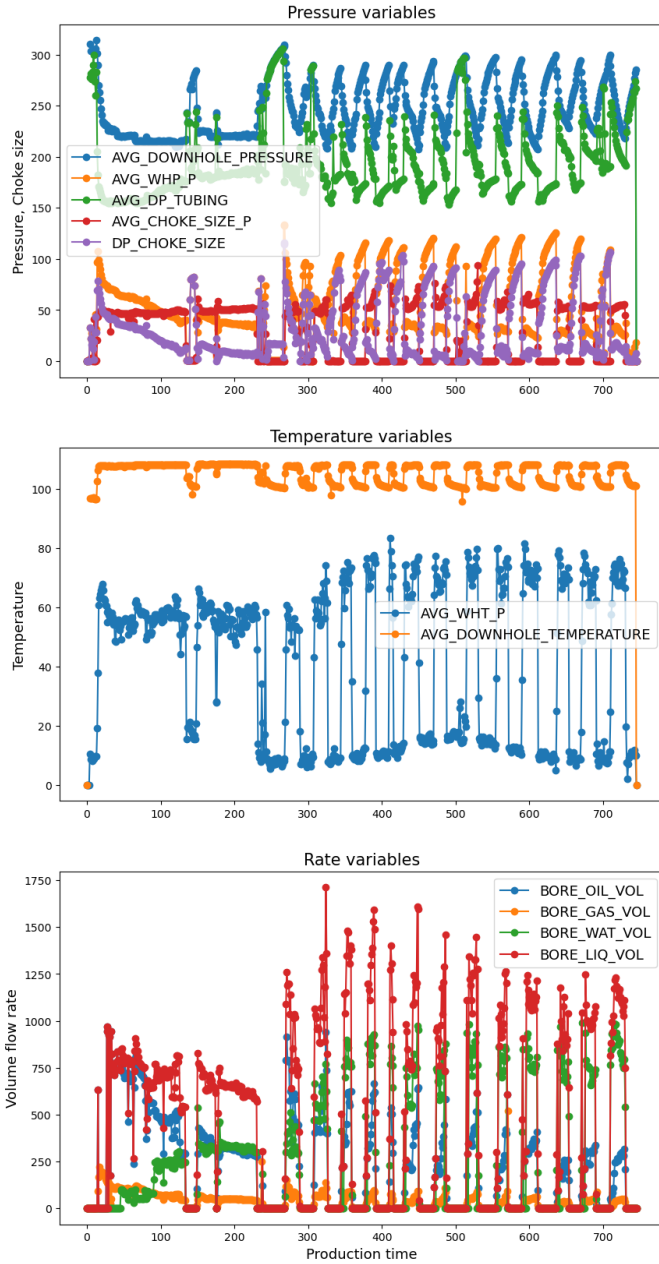 Pressure variables
Pressure, Choke size
300
250
200
150
100
50
0
AVG_DOWNHOLE_PRESSURE
AVG_WHP_P
AVG_DP_TUBING
AVG_CHOKE_SIZE_P
DP_CHOKE_SIZE
0 100 200 300 400 500 600 700
Temperature variables
Temperature
100
80
60
40
20
0
AVG_WHT_P
AVG_DOWNHOLE_TEMPERATURE
0 100 200 300 400 500 600 700
Rate variables
Volume flow rate
1750
1500
1250
1000
750
500
250
0
BORE_OIL_VOL
BORE_GAS_VOL
BORE_WAT_VOL
BORE_LIQ_VOL
0 100 200 300 400 500 600 700
Production time